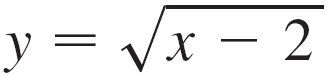 y = √(x − 2)